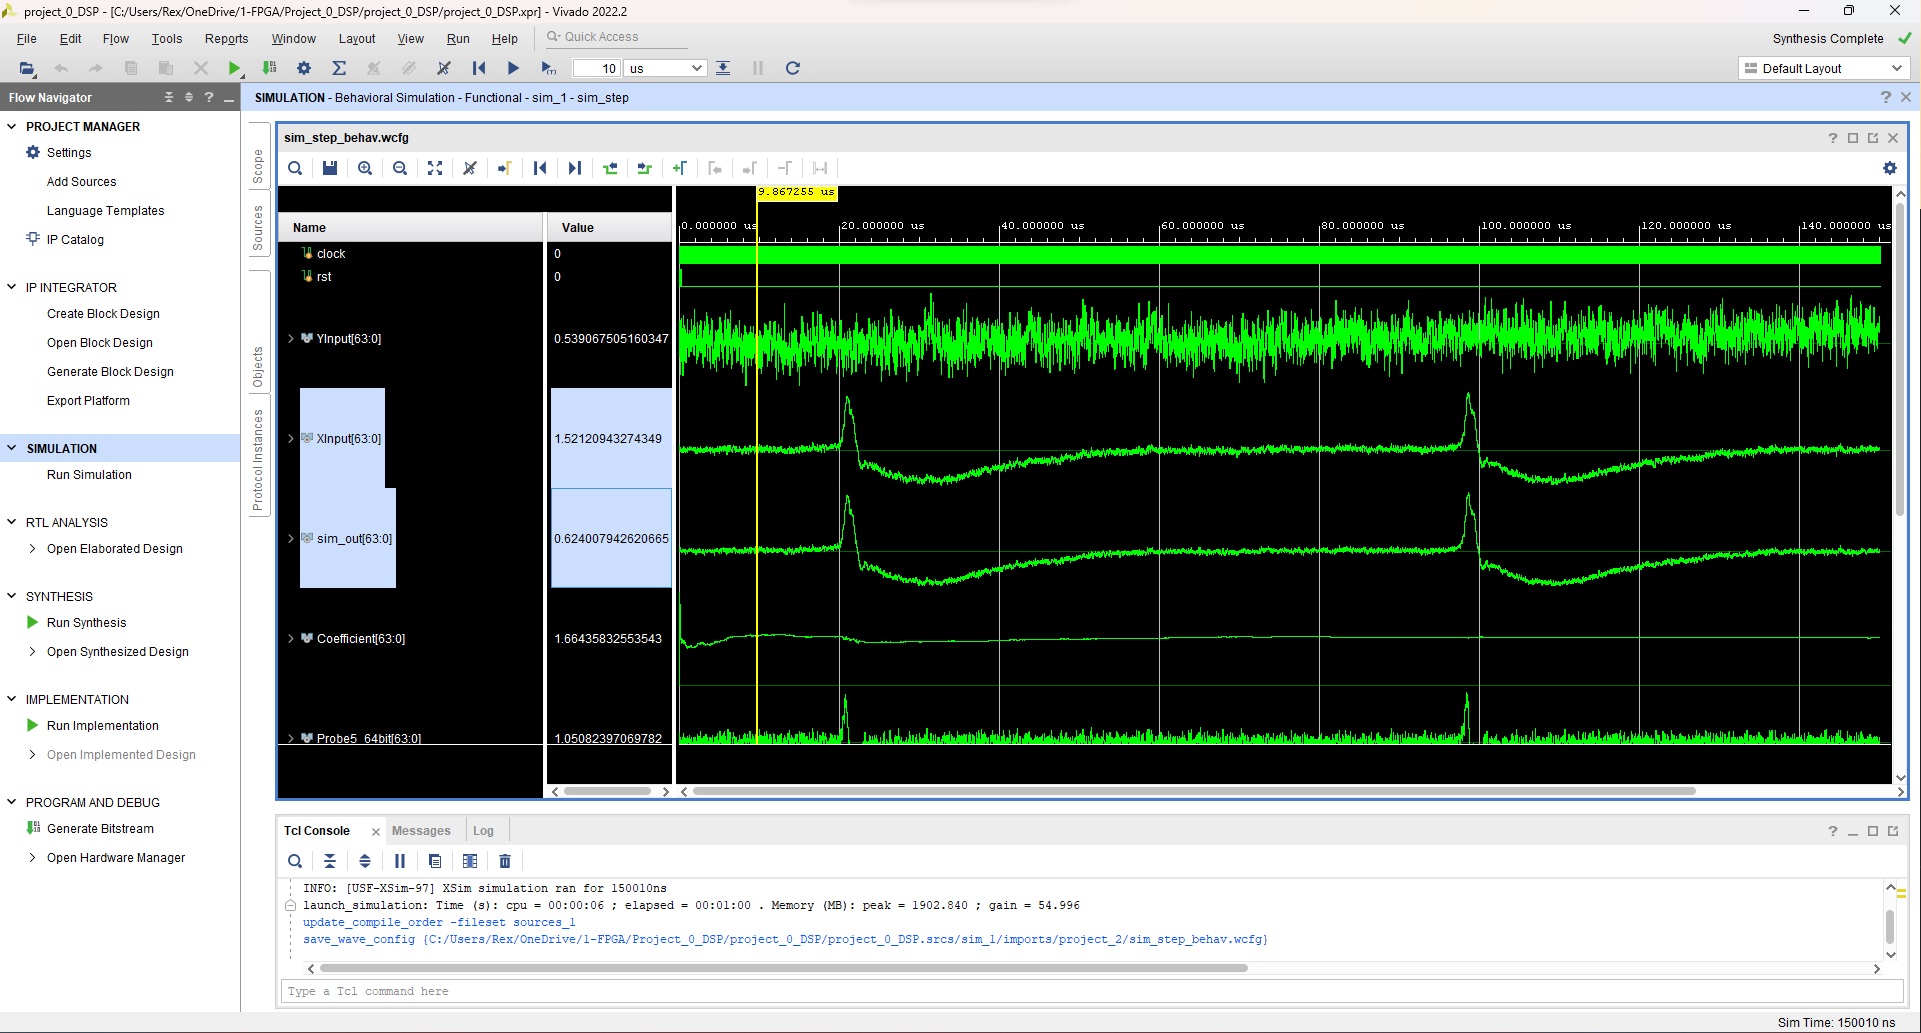 project_0_DSP - [C:/Users/Rex/OneDrive/1-FPGA/Project_0_DSP/project_0_DSP/project_0_DSP.xpr] - Vivado 2022.2
File Edit Flow Tools Reports Window Layout View Run Help Quick Access
Synthesis Complete
10 us
Default Layout
Flow Navigator
PROJECT MANAGER
Settings
Add Sources
Language Templates
IP Catalog
IP INTEGRATOR
Create Block Design
Open Block Design
Generate Block Design
Export Platform
SIMULATION
Run Simulation
RTL ANALYSIS
Open Elaborated Design
SYNTHESIS
Run Synthesis
Open Synthesized Design
IMPLEMENTATION
Run Implementation
Open Implemented Design
PROGRAM AND DEBUG
Generate Bitstream
Open Hardware Manager
SIMULATION - Behavioral Simulation - Functional - sim_1 - sim_step
Scope
Sources
Objects
Protocol Instances
sim_step_behav.wcfg
9.867255 us
Name Value
0.000000 us 20.000000 us 40.000000 us 60.000000 us 80.000000 us 100.000000 us 120.000000 us 140.000000 us
clock 0
rst 0
YInput[63:0] 0.539067505160347
XInput[63:0] 1.52120943274349
sim_out[63:0] 0.624007942620665
Coefficient[63:0] 1.66435832553543
Probe5_64bit[63:0] 1.05082397069782
Tcl Console Messages Log
INFO: [USF-XSim-97] XSim simulation ran for 150010ns
launch_simulation: Time (s): cpu = 00:00:06 ; elapsed = 00:01:00 . Memory (MB): peak = 1902.840 ; gain = 54.996
update_compile_order -fileset sources_1
save_wave_config {C:/Users/Rex/OneDrive/1-FPGA/Project_0_DSP/project_0_DSP/project_0_DSP.srcs/sim_1/imports/project_2/sim_step_behav.wcfg}
Type a Tcl command here
Sim Time: 150010 ns